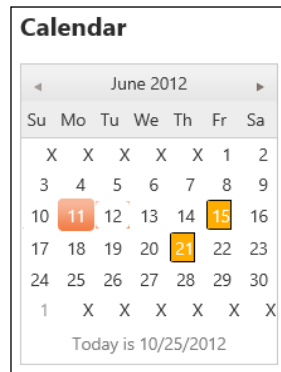 Calendar
◄ June 2012 ►
Su Mo Tu We Th Fr Sa
X X X X X 1 2
3 4 5 6 7 8 9
10 11 12 13 14 15 16
17 18 19 20 21 22 23
24 25 26 27 28 29 30
1 X X X X X X
Today is 10/25/2012